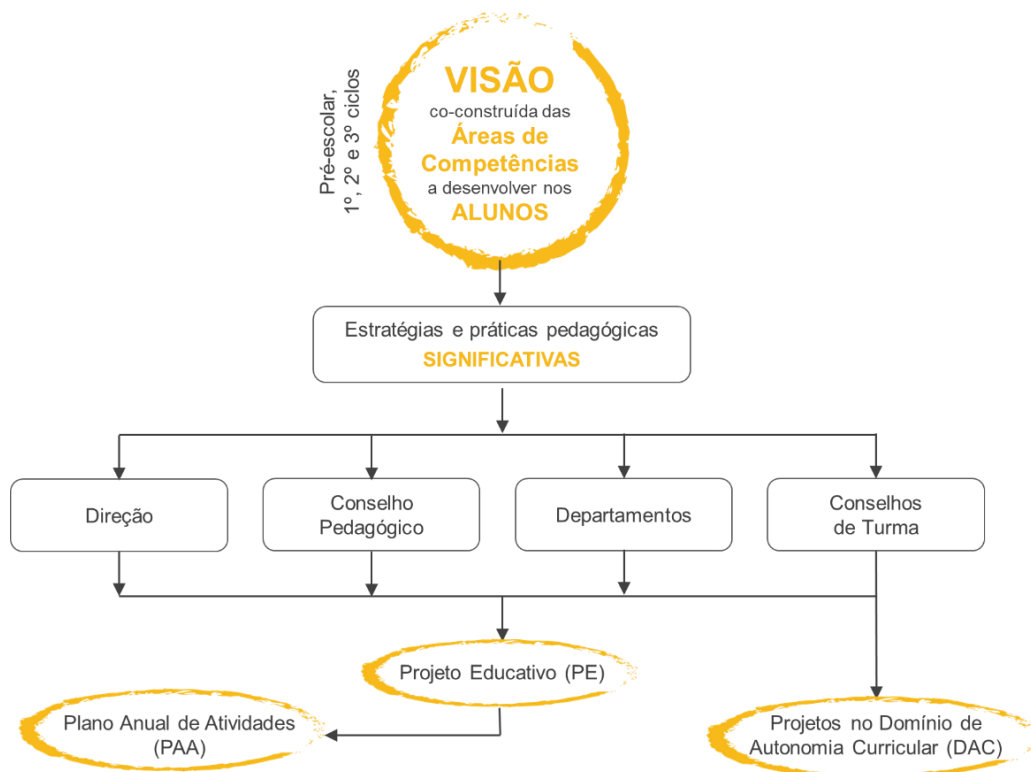 Pré-escolar,
1º, 2º e 3º ciclos
VISÃO
co-construída das
Áreas de
Competências
a desenvolver nos
ALUNOS
Estratégias e práticas pedagógicas
SIGNIFICATIVAS
Direção
Conselho
Pedagógico
Departamentos
Conselhos
de Turma
Projeto Educativo (PE)
Plano Anual de Atividades
(PAA)
Projetos no Domínio de
Autonomia Curricular (DAC)